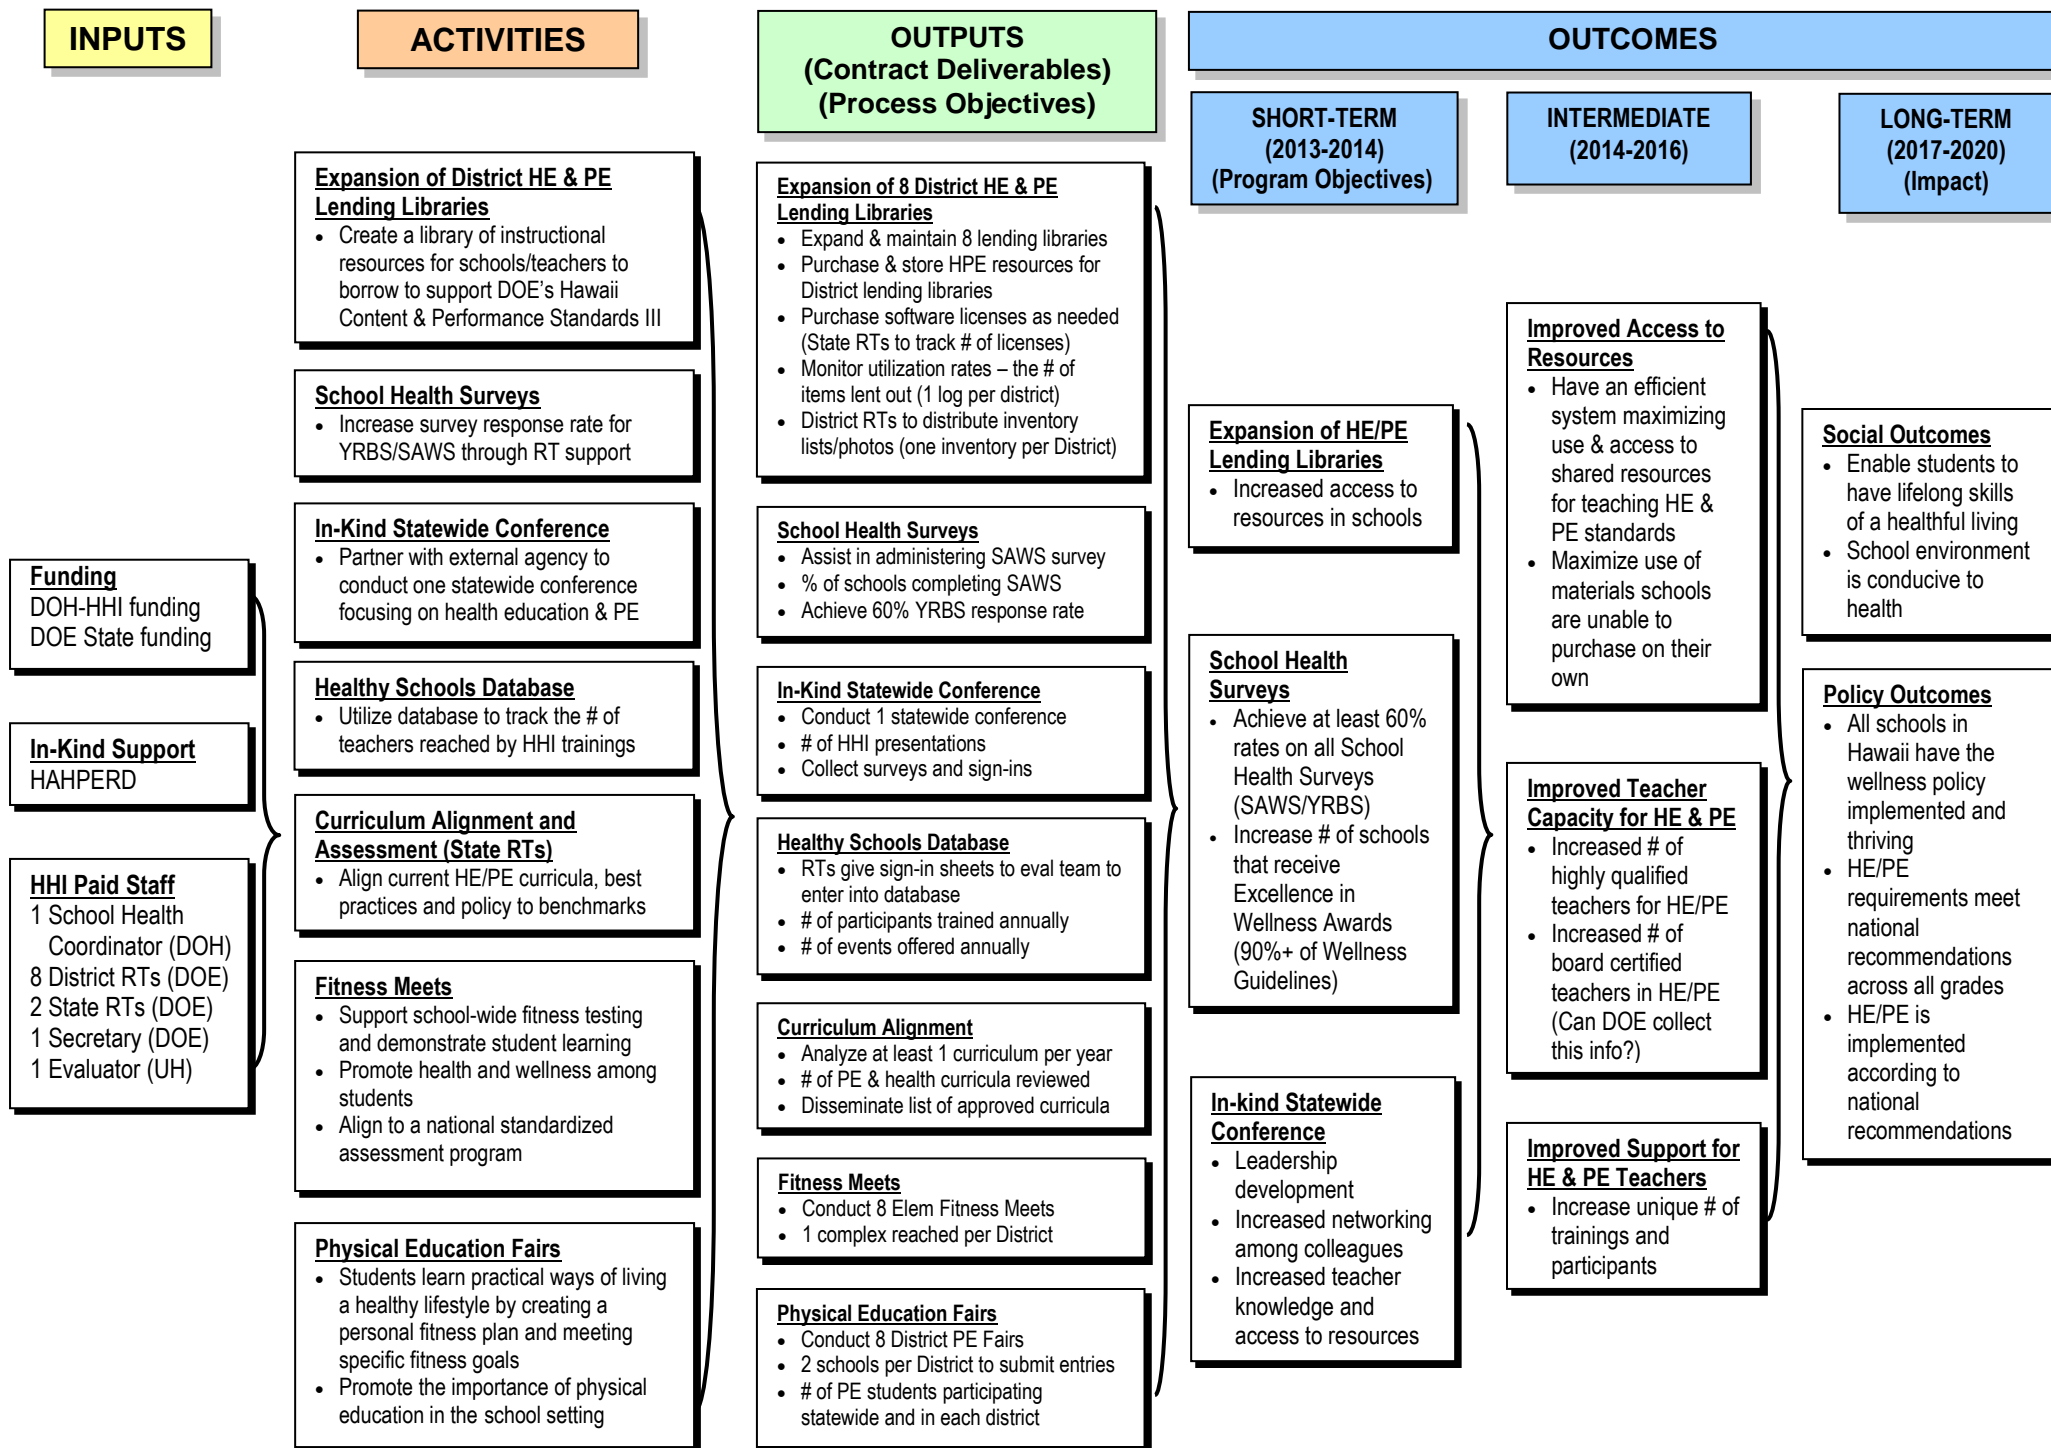 INPUTS
ACTIVITIES
OUTPUTS
(Contract Deliverables)
(Process Objectives)
OUTCOMES
SHORT-TERM
(2013-2014)
(Program Objectives)
INTERMEDIATE
(2014-2016)
LONG-TERM
(2017-2020)
(Impact)
Funding
DOH-HHI funding
DOE State funding
In-Kind Support
HAHPERD
HHI Paid Staff
1 School Health
Coordinator (DOH)
8 District RTs (DOE)
2 State RTs (DOE)
1 Secretary (DOE)
1 Evaluator (UH)
Expansion of District HE & PE
Lending Libraries
• Create a library of instructional
resources for schools/teachers to
borrow to support DOE's Hawaii
Content & Performance Standards III
School Health Surveys
• Increase survey response rate for
YRBS/SAWS through RT support
In-Kind Statewide Conference
• Partner with external agency to
conduct one statewide conference
focusing on health education & PE
Healthy Schools Database
• Utilize database to track the # of
teachers reached by HHI trainings
Curriculum Alignment and
Assessment (State RTs)
• Align current HE/PE curricula, best
practices and policy to benchmarks
Fitness Meets
• Support school-wide fitness testing
and demonstrate student learning
• Promote health and wellness among
students
• Align to a national standardized
assessment program
Physical Education Fairs
• Students learn practical ways of living
a healthy lifestyle by creating a
personal fitness plan and meeting
specific fitness goals
• Promote the importance of physical
education in the school setting
Expansion of 8 District HE & PE
Lending Libraries
• Expand & maintain 8 lending libraries
• Purchase & store HPE resources for
District lending libraries
• Purchase software licenses as needed
(State RTs to track # of licenses)
• Monitor utilization rates – the # of
items lent out (1 log per district)
• District RTs to distribute inventory
lists/photos (one inventory per District)
School Health Surveys
• Assist in administering SAWS survey
• % of schools completing SAWS
• Achieve 60% YRBS response rate
In-Kind Statewide Conference
• Conduct 1 statewide conference
• # of HHI presentations
• Collect surveys and sign-ins
Healthy Schools Database
• RTs give sign-in sheets to eval team to
enter into database
• # of participants trained annually
• # of events offered annually
Curriculum Alignment
• Analyze at least 1 curriculum per year
• # of PE & health curricula reviewed
• Disseminate list of approved curricula
Fitness Meets
• Conduct 8 Elem Fitness Meets
• 1 complex reached per District
Physical Education Fairs
• Conduct 8 District PE Fairs
• 2 schools per District to submit entries
• # of PE students participating
statewide and in each district
Expansion of HE/PE
Lending Libraries
• Increased access to
resources in schools
School Health
Surveys
• Achieve at least 60%
rates on all School
Health Surveys
(SAWS/YRBS)
• Increase # of schools
that receive
Excellence in
Wellness Awards
(90%+ of Wellness
Guidelines)
In-kind Statewide
Conference
• Leadership
development
• Increased networking
among colleagues
• Increased teacher
knowledge and
access to resources
Improved Access to
Resources
• Have an efficient
system maximizing
use & access to
shared resources
for teaching HE &
PE standards
• Maximize use of
materials schools
are unable to
purchase on their
own
Improved Teacher
Capacity for HE & PE
• Increased # of
highly qualified
teachers for HE/PE
• Increased # of
board certified
teachers in HE/PE
(Can DOE collect
this info?)
Improved Support for
HE & PE Teachers
• Increase unique # of
trainings and
participants
Social Outcomes
• Enable students to
have lifelong skills
of a healthful living
• School environment
is conducive to
health
Policy Outcomes
• All schools in
Hawaii have the
wellness policy
implemented and
thriving
• HE/PE
requirements meet
national
recommendations
across all grades
• HE/PE is
implemented
according to
national
recommendations